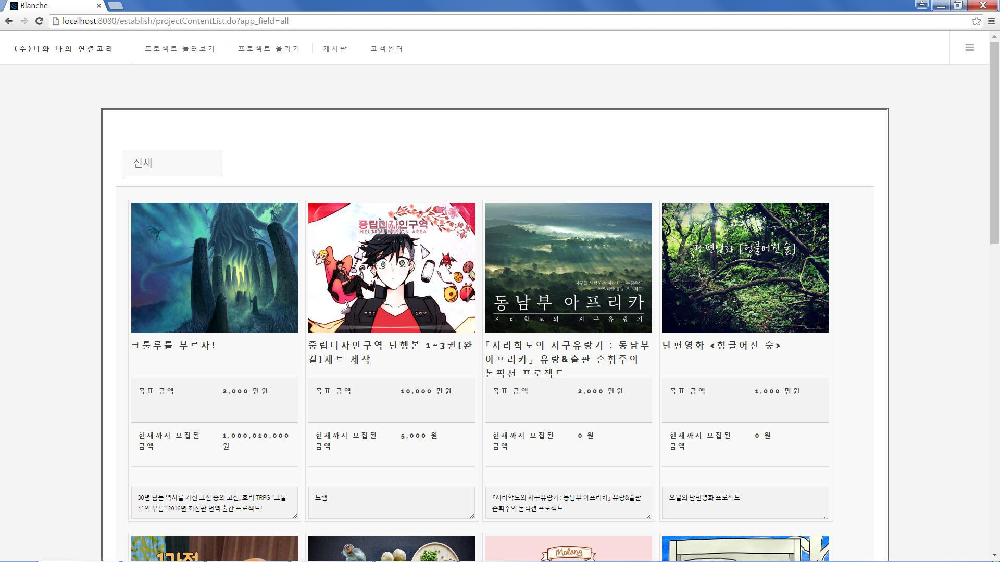 Blanche
localhost:8080/establish/projectContentList.do?app_field=all
(주)너와 나의 연결고리
프로젝트 둘러보기
프로젝트 올리기
게시판
고객센터
전체
중립디자인구역
NEUTRAL DESIGN AREA
지구를 사랑하는 지리학도 손휘주의
아프리카 유랑 프로젝트
동남부 아프리카
지리학도의 지구유랑기
단편영화 [헝클어진 숲]
크툴루를 부르자!
중립디자인구역 단행본 1~3권[완
결]세트 제작
『지리학도의 지구유랑기 : 동남부
아프리카』 유랑&출판 손휘주의
논픽션 프로젝트
단편영화 <헝클어진 숲>
목표 금액
2,000 만원
목표 금액
10,000 만원
목표 금액
2,000 만원
목표 금액
1,000 만원
현재까지 모집된
금액
1,000,010,000
원
현재까지 모집된
금액
5,000 원
현재까지 모집된
금액
0 원
현재까지 모집된
금액
0 원
30년 넘는 역사를 가진 고전 중의 고전, 호러 TRPG "크툴
루의 부름" 2016년 최신판 번역 출간 프로젝트!
노잼
『지리학도의 지구유랑기 : 동남부 아프리카』 유랑&출판
손휘주의 논픽션 프로젝트
오월의 단편영화 프로젝트
Molang